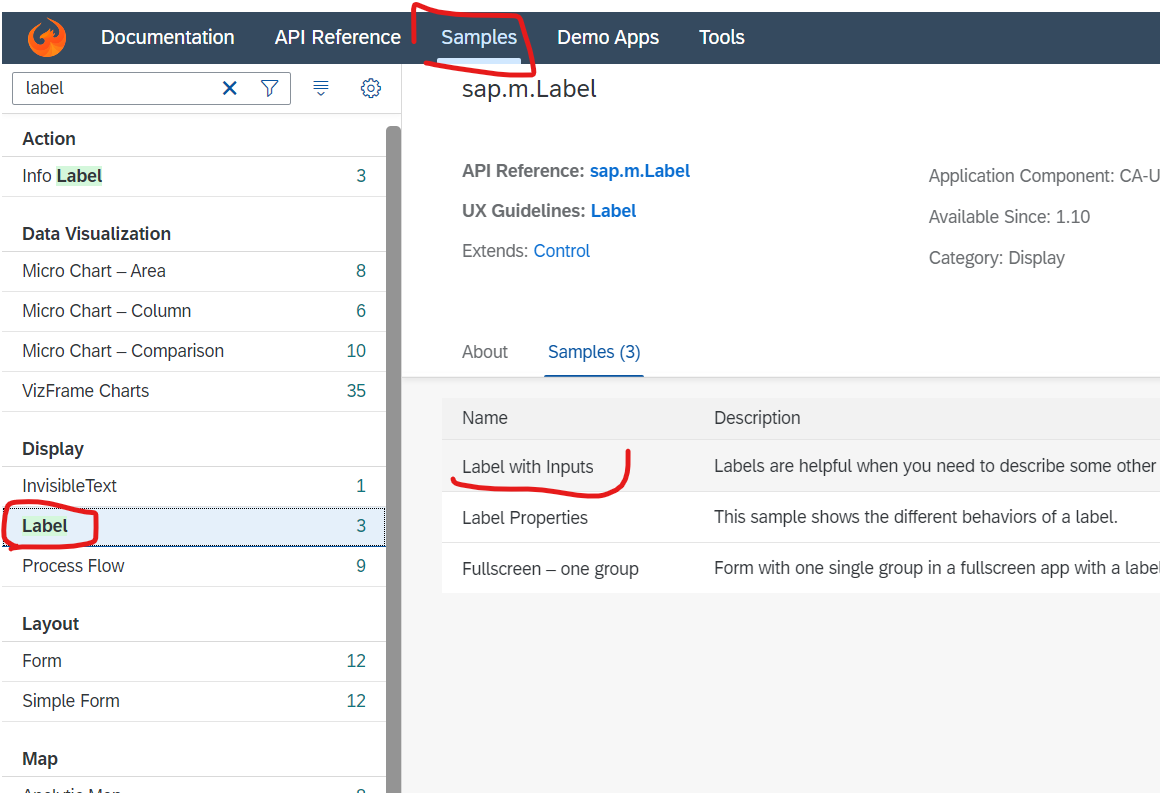 Documentation API Reference Samples Demo Apps Tools
label
Action
Info Label 3
Data Visualization
Micro Chart – Area 8
Micro Chart – Column 6
Micro Chart – Comparison 10
VizFrame Charts 35
Display
InvisibleText 1
Label 3
Process Flow 9
Layout
Form 12
Simple Form 12
Map
sap.m.Label
API Reference: sap.m.Label
UX Guidelines: Label
Extends: Control
Application Component: CA-U
Available Since: 1.10
Category: Display
About Samples (3)
Name Description
Label with Inputs Labels are helpful when you need to describe some other
Label Properties This sample shows the different behaviors of a label.
Fullscreen – one group Form with one single group in a fullscreen app with a label